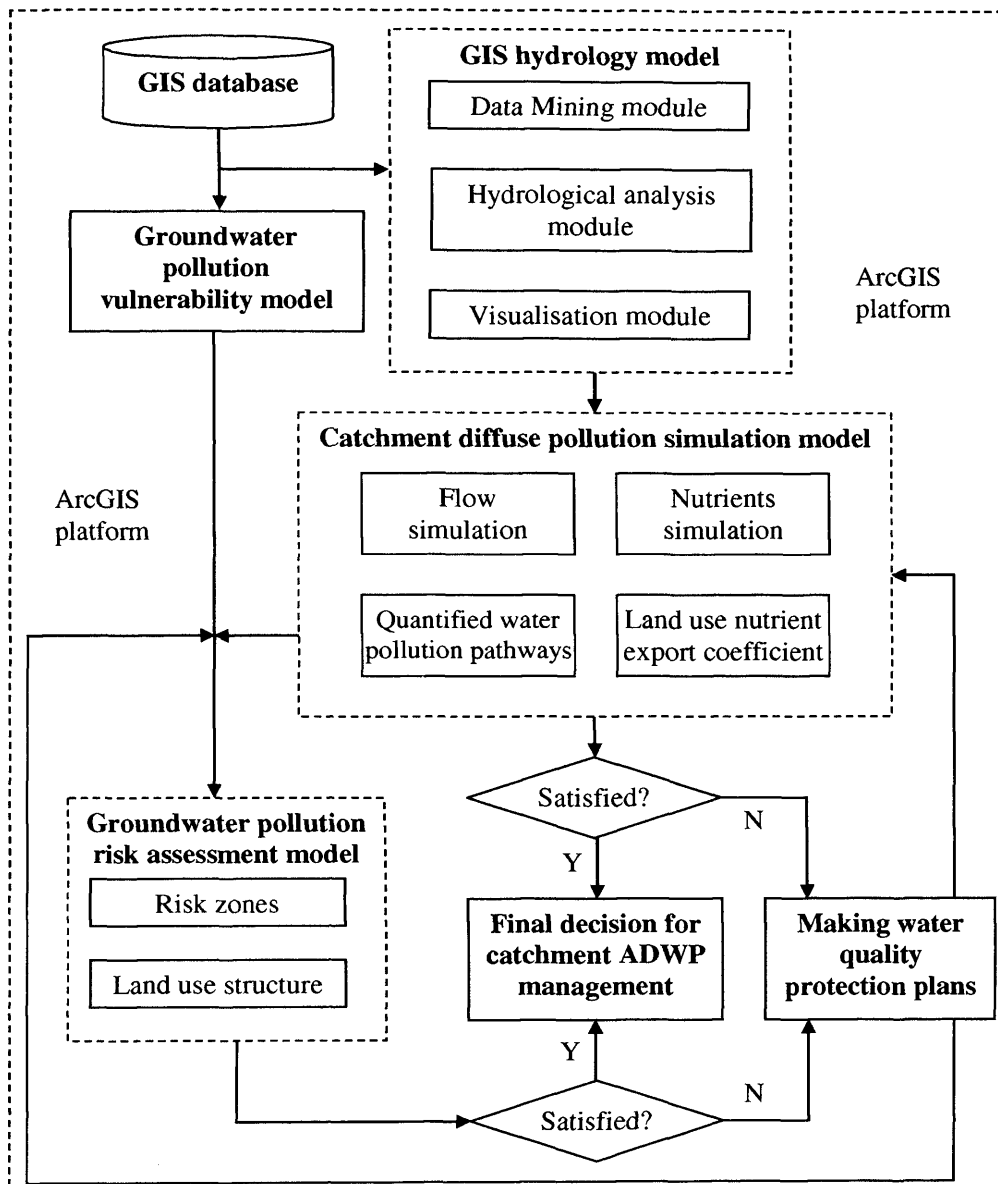 GIS database
GIS hydrology model
Data Mining module
Hydrological analysis
module
Visualisation module
Groundwater
pollution
vulnerability model
ArcGIS
platform
Catchment diffuse pollution simulation model
Flow
simulation
Nutrients
simulation
Quantified water
pollution pathways
Land use nutrient
export coefficient
ArcGIS
platform
Groundwater pollution
risk assessment model
Risk zones
Land use structure
Satisfied?
N
Y
Final decision for
catchment ADWP
management
Making water
quality
protection plans
Y
N
Satisfied?